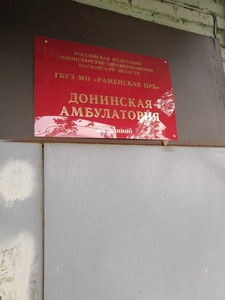 РОССИЙСКАЯ ФЕДЕРАЦИЯ
МИНИСТЕРСТВО ЗДРАВООХРАНЕНИЯ
МОСКОВСКОЙ ОБЛАСТИ
ГБУЗ МО «РАМЕНСКАЯ ЦРБ»
ДОНИНСКАЯ
АМБУЛАТОРИЯ